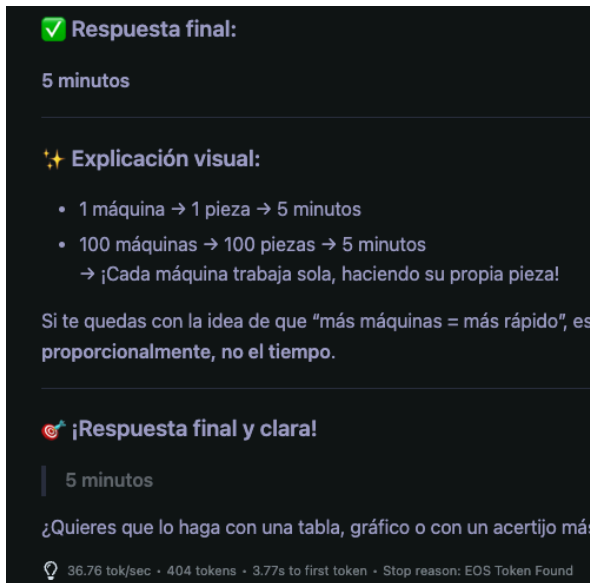 ✅ Respuesta final:
5 minutos
✨ Explicación visual:
• 1 máquina → 1 pieza → 5 minutos
• 100 máquinas → 100 piezas → 5 minutos
→ ¡Cada máquina trabaja sola, haciendo su propia pieza!
Si te quedas con la idea de que “más máquinas = más rápido”, es
proporcionalmente, no el tiempo.
🎯 ¡Respuesta final y clara!
5 minutos
¿Quieres que lo haga con una tabla, gráfico o con un acertijo más
36.76 tok/sec • 404 tokens • 3.77s to first token • Stop reason: EOS Token Found